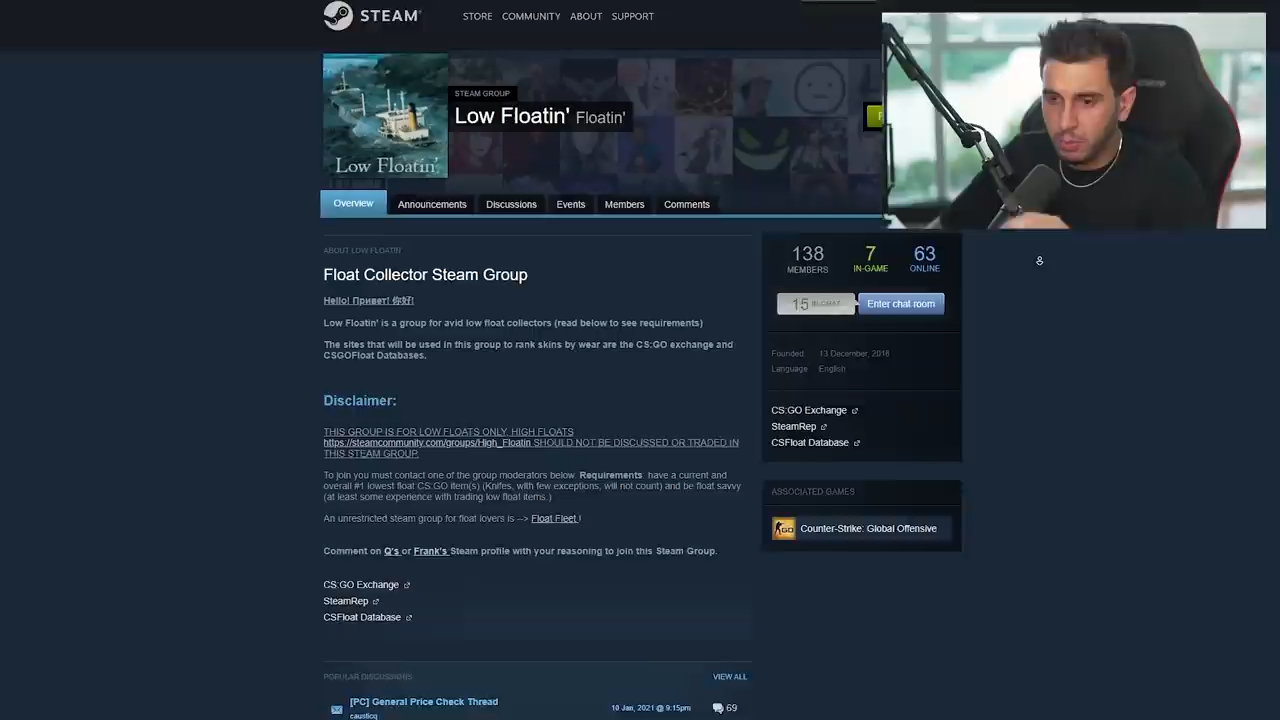 STEAM
STORE COMMUNITY ABOUT SUPPORT
STEAM GROUP
Low Floatin' Floatin'
Low Floatin'
Overview Announcements Discussions Events Members Comments
ABOUT LOW FLOATIN'
Float Collector Steam Group
Hello! Привет! 你好!
Low Floatin' is a group for avid low float collectors (read below to see requirements)
The sites that will be used in this group to rank skins by wear are the CS:GO exchange and
CSGOFloat Databases.
Disclaimer:
THIS GROUP IS FOR LOW FLOATS ONLY, HIGH FLOATS
https://steamcommunity.com/groups/High_Floatin SHOULD NOT BE DISCUSSED OR TRADED IN
THIS STEAM GROUP.
To join you must contact one of the group moderators below. Requirements: have a current and
overall #1 lowest float CS:GO item(s) (Knifes, with few exceptions, will not count) and be float savvy
(at least some experience with trading low float items.)
An unrestricted steam group for float lovers is --> Float Fleet !
Comment on Q's or Frank's Steam profile with your reasoning to join this Steam Group.
CS:GO Exchange
SteamRep
CSFloat Database
POPULAR DISCUSSIONS VIEW ALL
[PC] General Price Check Thread
causticq
10 Jan, 2021 @ 9:15pm 69
138 7 63
MEMBERS IN-GAME ONLINE
15 IN CHAT Enter chat room
Founded 13 December, 2018
Language English
CS:GO Exchange
SteamRep
CSFloat Database
ASSOCIATED GAMES
Counter-Strike: Global Offensive